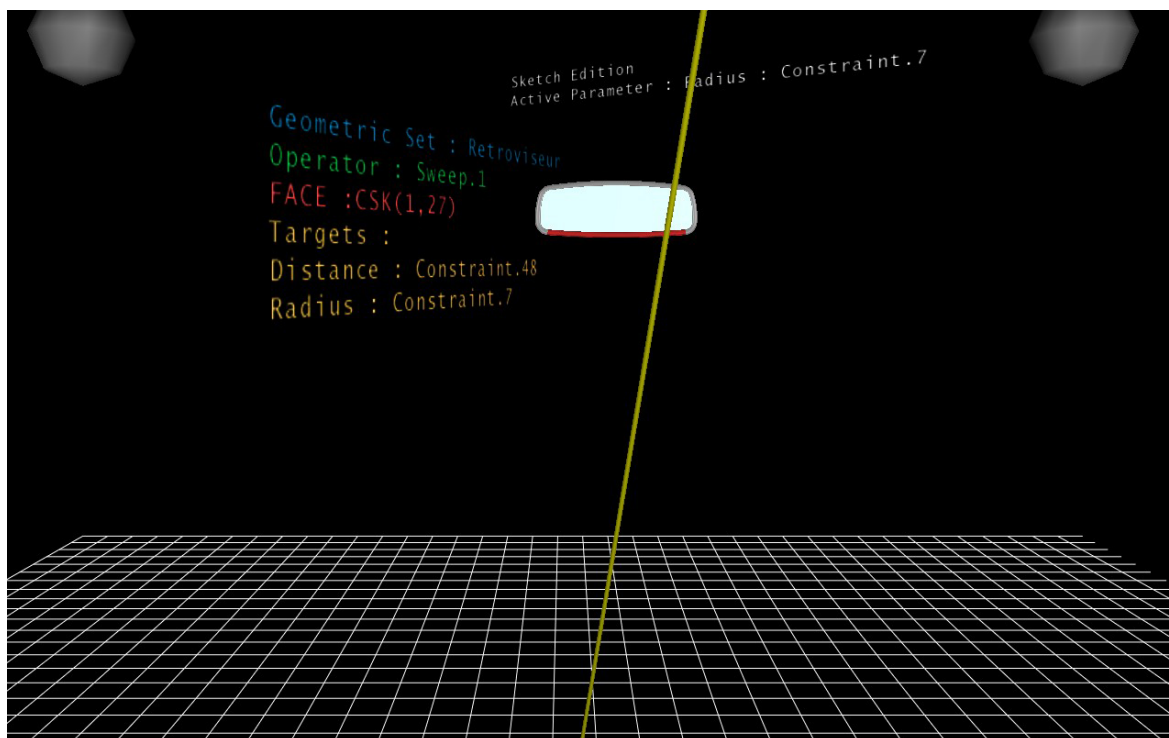 Sketch Edition
Active Parameter : Radius : Constraint.7
Geometric Set : Retroviseur
Operator : Sweep.1
FACE :CSK(1,27)
Targets :
Distance : Constraint.48
Radius : Constraint.7